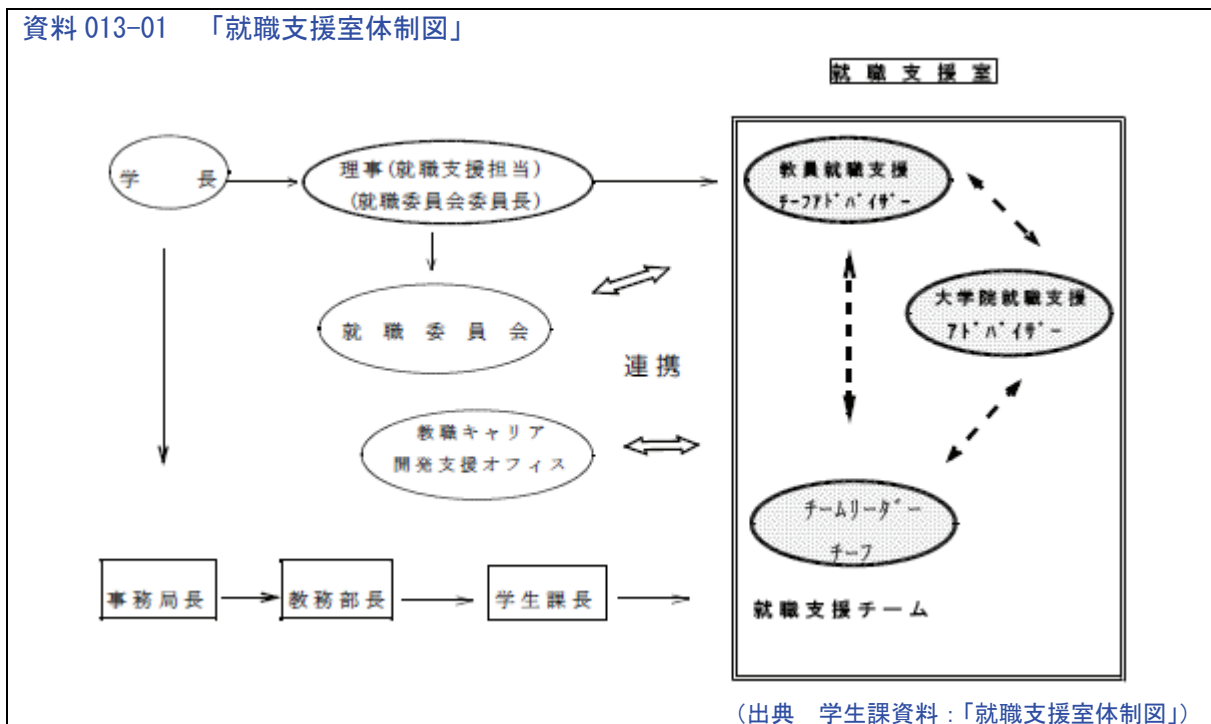 資料 013-01 「就職支援室体制図」
就 職 支 援 室
学 長
理事(就職支援担当)
(就職委員会委員長)
教員就職支援
ﾁｰﾌｱﾄﾞﾊﾞｲｻﾞｰ
大学院就職支援
ｱﾄﾞﾊﾞｲｻﾞｰ
就 職 委 員 会
連携
教職キャリア
開発支援オフィス
ﾁｰﾑﾘｰﾀﾞｰ
ﾁｰﾌ
事務局長
教務部長
学生課長
就職支援チーム
(出典 学生課資料:「就職支援室体制図」)